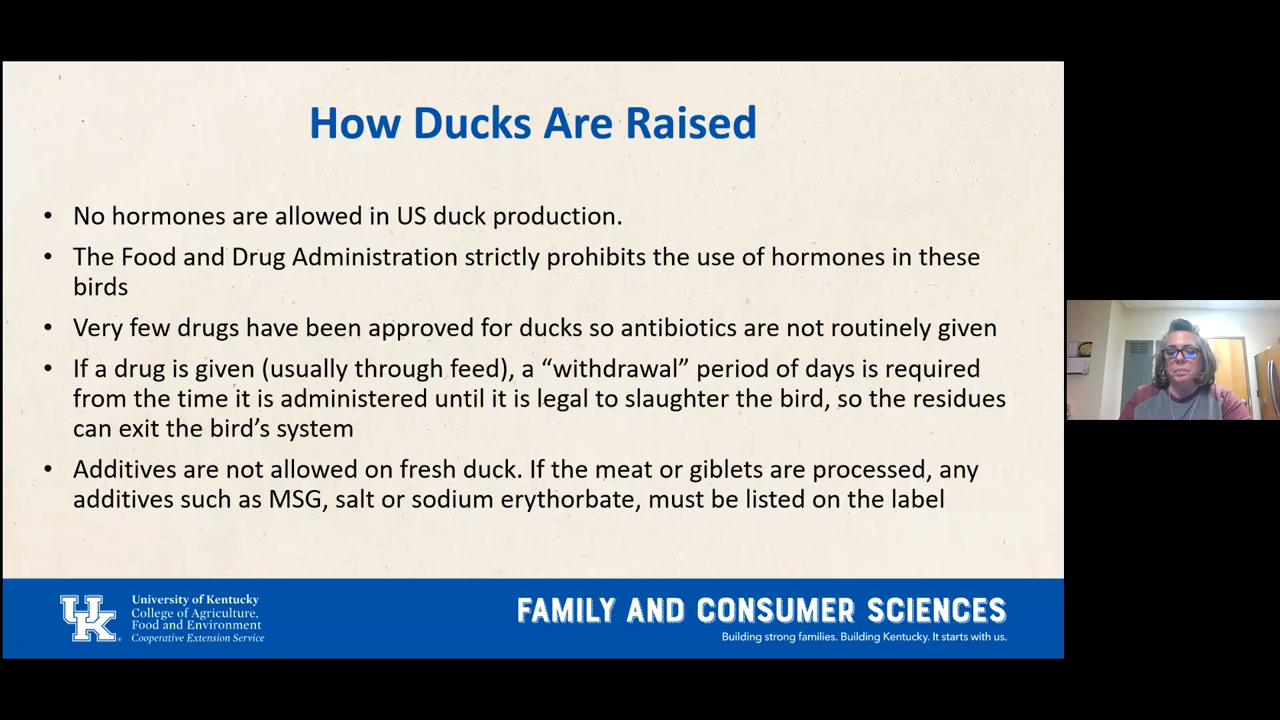 How Ducks Are Raised
• No hormones are allowed in US duck production.
• The Food and Drug Administration strictly prohibits the use of hormones in these
birds
• Very few drugs have been approved for ducks so antibiotics are not routinely given
• If a drug is given (usually through feed), a “withdrawal” period of days is required
from the time it is administered until it is legal to slaughter the bird, so the residues
can exit the bird’s system
• Additives are not allowed on fresh duck. If the meat or giblets are processed, any
additives such as MSG, salt or sodium erythorbate, must be listed on the label
UK
University of Kentucky
College of Agriculture,
Food and Environment
Cooperative Extension Service
FAMILY AND CONSUMER SCIENCES
Building strong families. Building Kentucky. It starts with us.